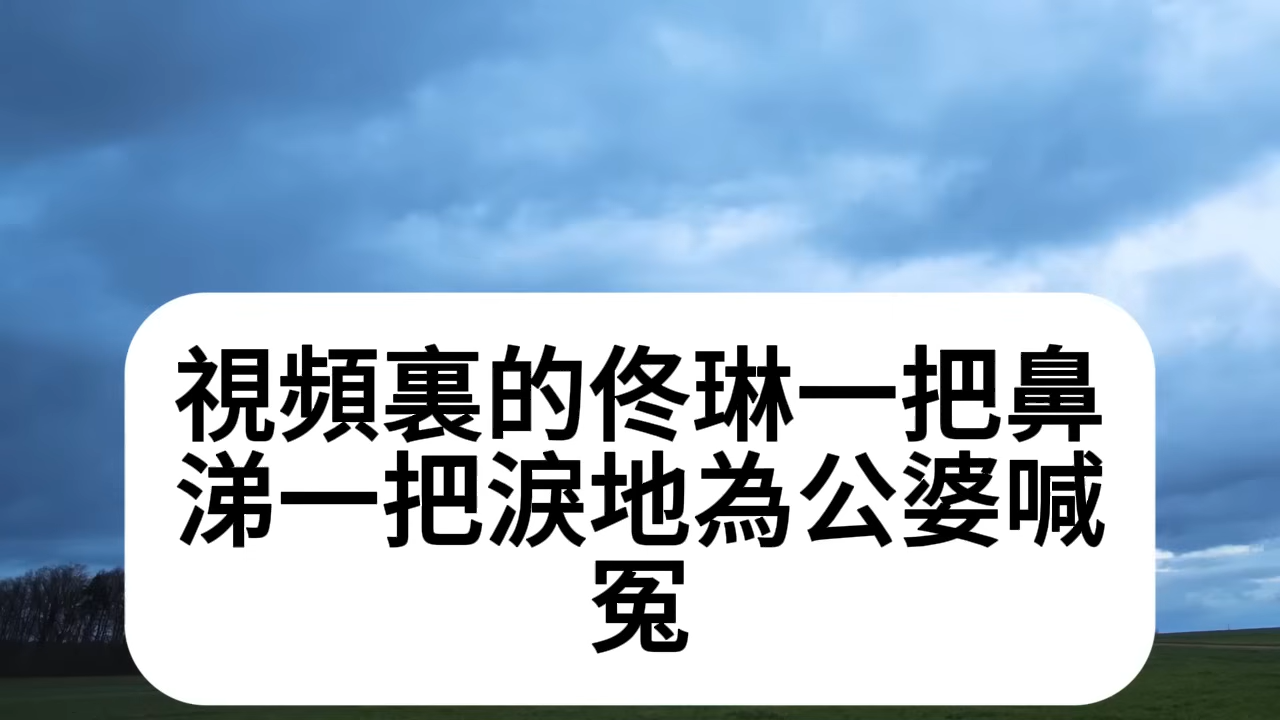 視頻裏的佟琳一把鼻
涕一把淚地為公婆喊
冤